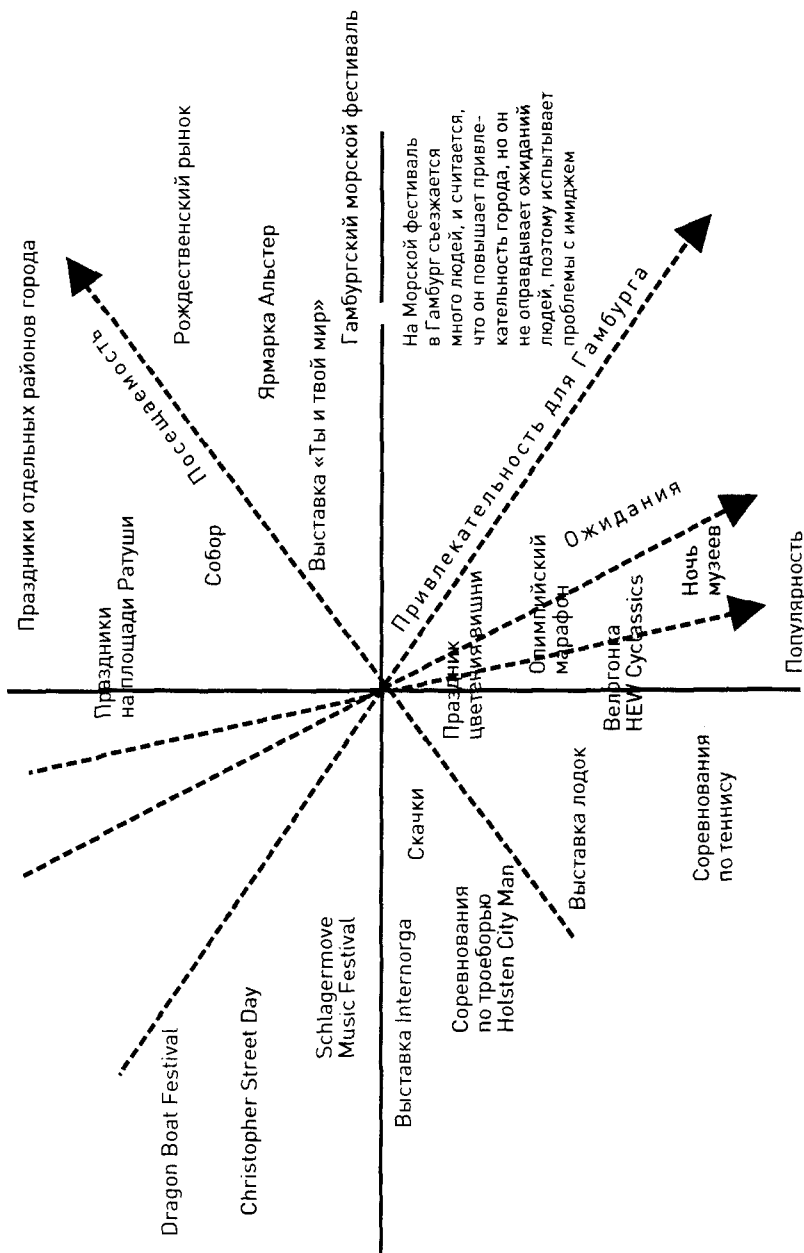 Праздники отдельных районов города
Праздники
на площади Ратуши
Собор
Посещаемость
Рождественский рынок
Ярмарка Альстер
Выставка «Ты и твой мир»
Гамбургский морской фестиваль
На Морской фестиваль
в Гамбург съезжается
много людей, и считается,
что он повышает привле-
кательность города, но он
не оправдывает ожиданий
людей, поэтому испытывает
проблемы с имиджем
Привлекательность для Гамбурга
Ожидания
Популярность
Праздник
цветения вишни
Олимпийский
марафон
Велогонка
HEW Cyclassics
Ночь
музеев
Dragon Boat Festival
Christopher Street Day
Schlagermove
Music Festival
Выставка Internorga
Скачки
Соревнования
по троеборью
Holsten City Man
Выставка лодок
Соревнования
по теннису